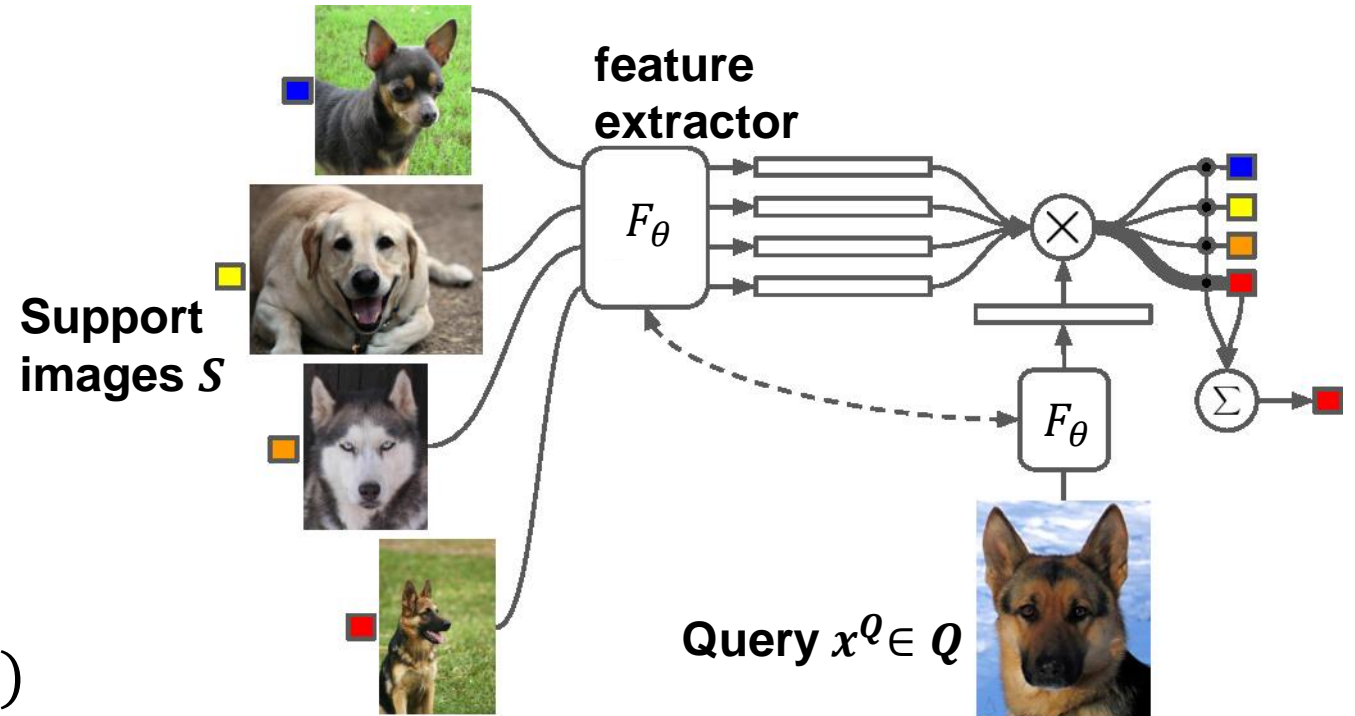 feature
extractor
F_θ
Support
images S
F_θ
Σ
Query x^Q ∈ Q
)